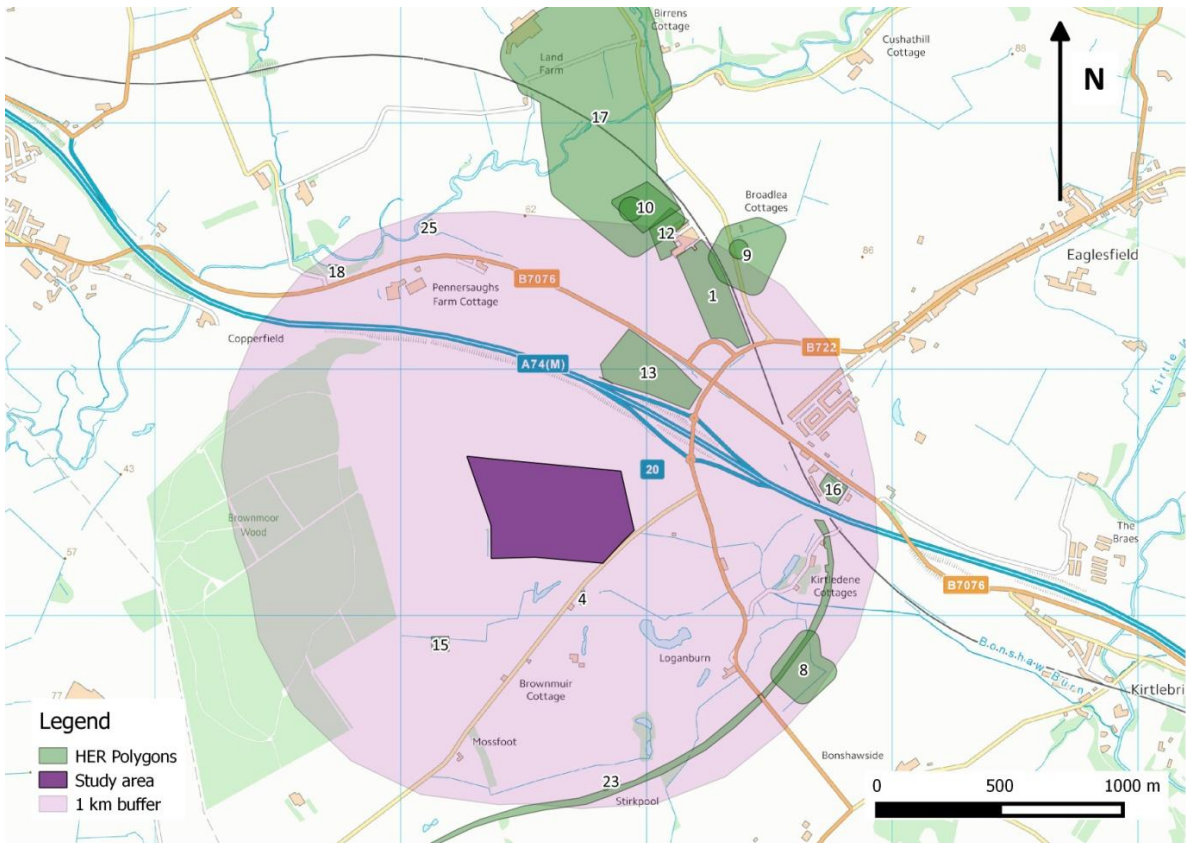 Birrens
Cottage
Land
Farm
Cushathill
Cottage
68
N
17
Broadlea
Cottages
10
62
25
12
9
86
Eaglesfield
18
B7076
Pennersaughs
Farm Cottage
1
Copperfield
B722
A74(M)
13
Kirtle
20
43
16
Brownmoor
Wood
The
Braes
57
Kirtledene
Cottages
B7076
4
15
Loganburn
8
Bonshaw Burn
Kirtlebri
Brownmuir
Cottage
77
Legend
HER Polygons
Study area
1 km buffer
Mossfoot
Bonshawside
23
Stirkpool
0 500 1000 m